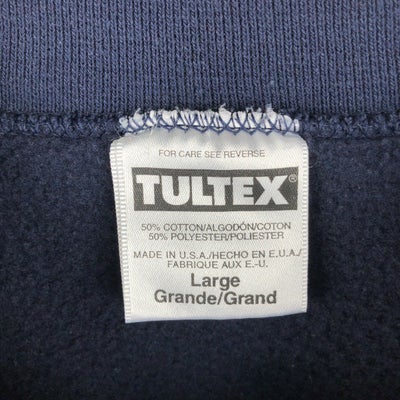 FOR CARE SEE REVERSE
TULTEX®
50% COTTON/ALGODÓN/COTON
50% POLYESTER/POLIESTER
MADE IN U.S.A./HECHO EN E.U.A./
FABRIQUE AUX E.-U.
Large
Grande/Grand